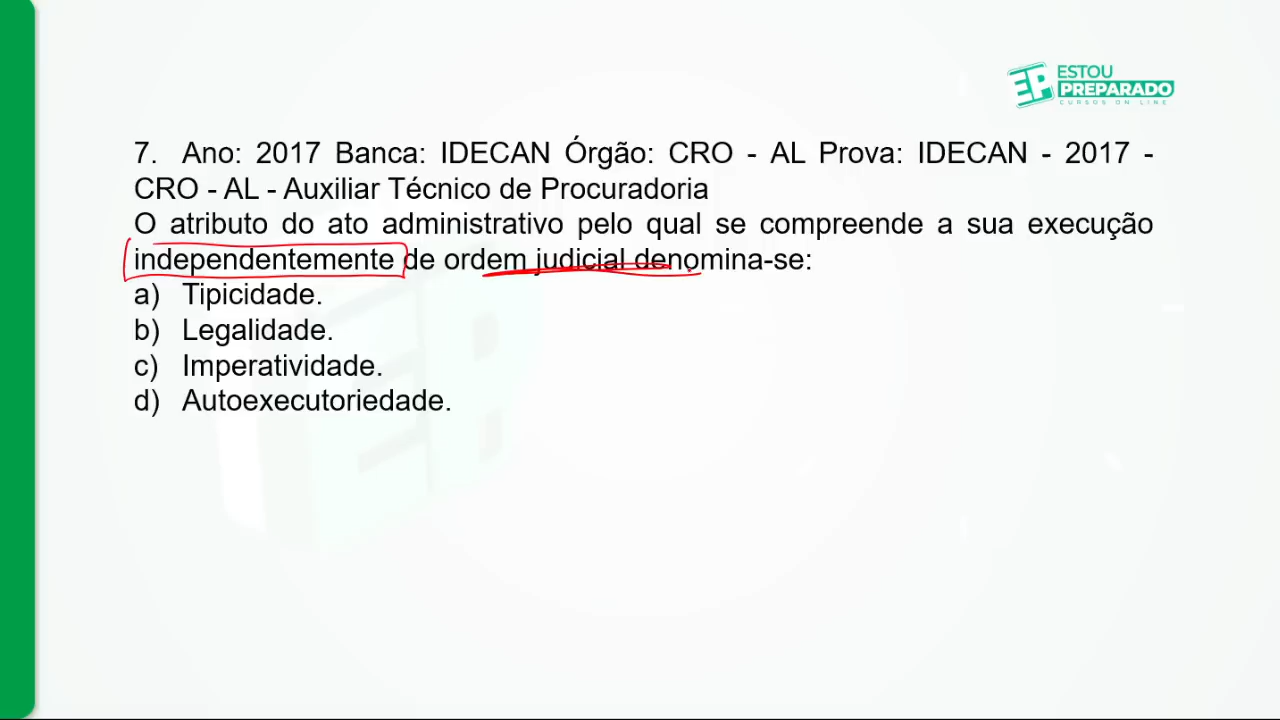 ESTOU
EP PREPARADO
CURSOS ON LINE
7. Ano: 2017 Banca: IDECAN Órgão: CRO - AL Prova: IDECAN - 2017 -
CRO - AL - Auxiliar Técnico de Procuradoria
O atributo do ato administrativo pelo qual se compreende a sua execução
independentemente de ordem judicial denomina-se:
a) Tipicidade.
b) Legalidade.
c) Imperatividade.
d) Autoexecutoriedade.
EP